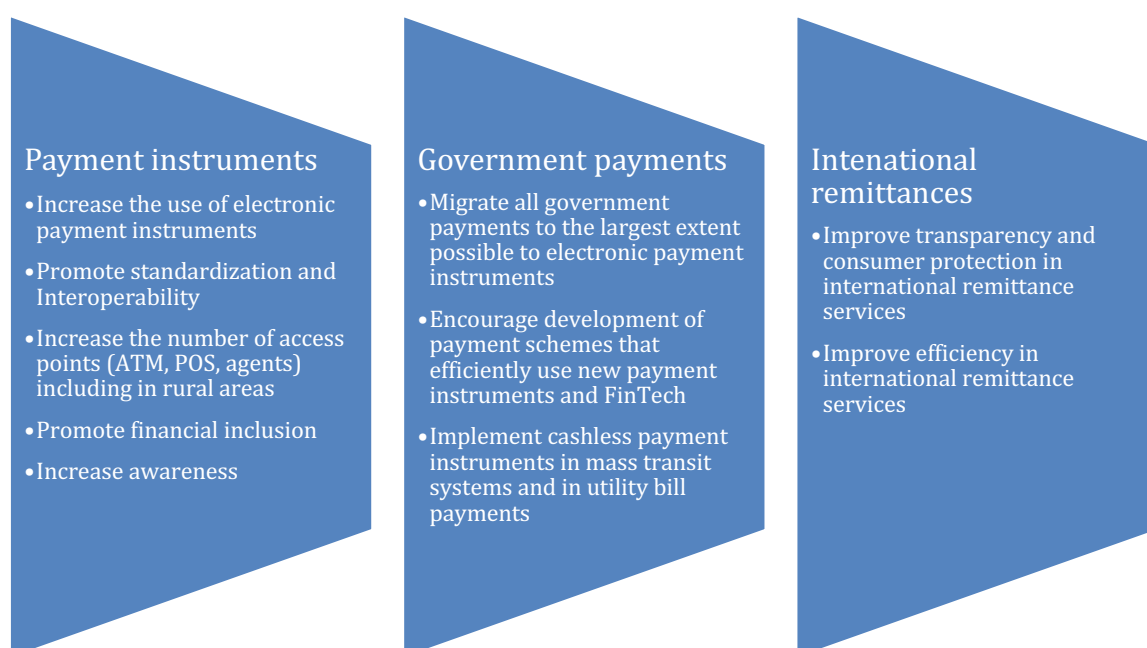 Payment instruments
•Increase the use of electronic
payment instruments
•Promote standardization and
Interoperability
•Increase the number of access
points (ATM, POS, agents)
including in rural areas
•Promote financial inclusion
•Increase awareness
Government payments
•Migrate all government
payments to the largest extent
possible to electronic payment
instruments
•Encourage development of
payment schemes that
efficiently use new payment
instruments and FinTech
•Implement cashless payment
instruments in mass transit
systems and in utility bill
payments
Intenational
remittances
•Improve transparency and
consumer protection in
international remittance
services
•Improve efficiency in
international remittance
services